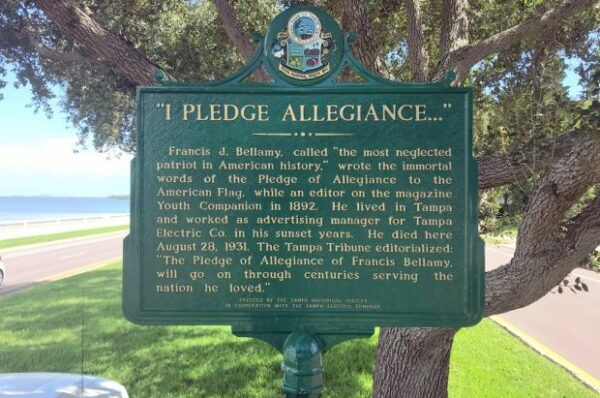 "I PLEDGE ALLEGIANCE..."
Francis J. Bellamy, called "the most neglected
patriot in American history," wrote the immortal
words of the Pledge of Allegiance to the
American Flag, while an editor on the magazine
Youth Companion in 1892. He lived in Tampa
and worked as advertising manager for Tampa
Electric Co. in his sunset years. He died here
August 28, 1931. The Tampa Tribune editorialized:
"The Pledge of Allegiance of Francis Bellamy,
will go on through centuries serving the
nation he loved."
ERECTED BY THE TAMPA HISTORICAL SOCIETY
IN COOPERATION WITH THE TAMPA ELECTRIC COMPANY